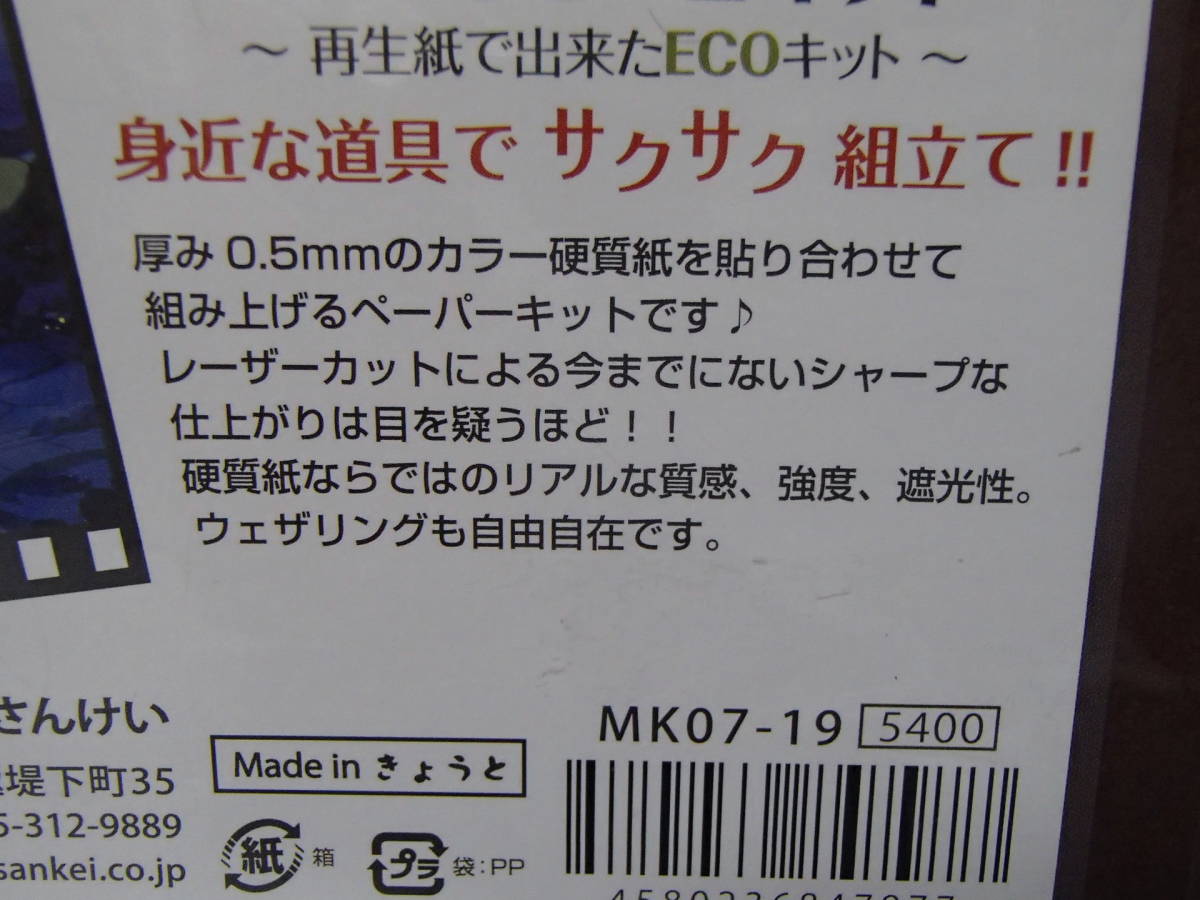 ～ 再生紙で出来たECOキット ～
身近な道具で サクサク 組立て !!
厚み 0.5mmのカラー硬質紙を貼り合わせて
組み上げるペーパーキットです♪
レーザーカットによる今までにないシャープな
仕上がりは目を疑うほど！！
硬質紙ならではのリアルな質感、強度、遮光性。
ウェザリングも自由自在です。
さんけい
堤下町35
5-312-9889
sankei.co.jp
Made in きょうと
紙 箱
プラ 袋：PP
MK07-19 5400